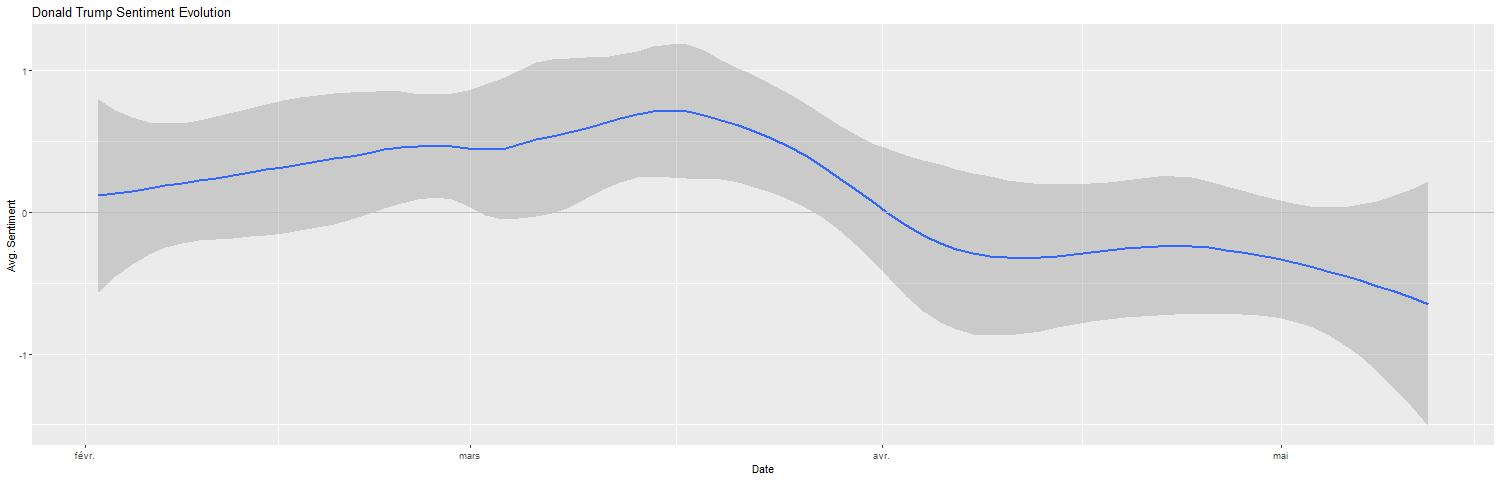 Donald Trump Sentiment Evolution
1
0
-1
Avg. Sentiment
févr.
mars
avr.
mai
Date